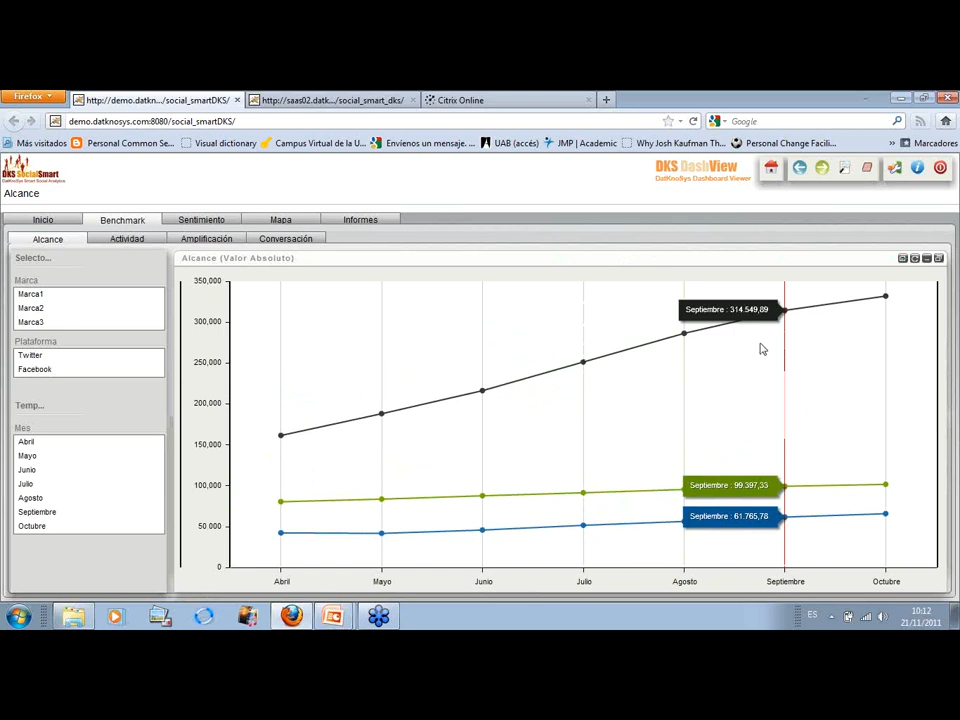 Firefox
http://demo.datkn.../social_smartDKS/
http://saas02.datk.../social_smart_dks/
Citrix Online
demo.datknosys.com:8080/social_smartDKS/
Google
Más visitados
Personal Common Se...
Visual dictionary
Campus Virtual de la U...
Envíens un mensaje. ...
UAB (accés)
JMP | Academic
Why Josh Kaufman Th...
Personal Change Facili...
Marcadores
DKS SocialSmart
DatKnoSys Smart Social Analytics
DKS DashView
DatKnoSys Dashboard Viewer
Alcance
Inicio
Benchmark
Sentimiento
Mapa
Informes
Alcance
Actividad
Amplificación
Conversación
Selecto...
Marca
Marca1
Marca2
Marca3
Plataforma
Twitter
Facebook
Temp...
Mes
Abril
Mayo
Junio
Julio
Agosto
Septiembre
Octubre
Alcance (Valor Absoluto)
350,000
300,000
250,000
200,000
150,000
100,000
50.000
0
Septiembre : 314.549,89
Septiembre : 99.397,33
Septiembre : 61.765,78
Abril
Mayo
Junio
Julio
Agosto
Septiembre
Octubre
ES
10:12
21/11/2011